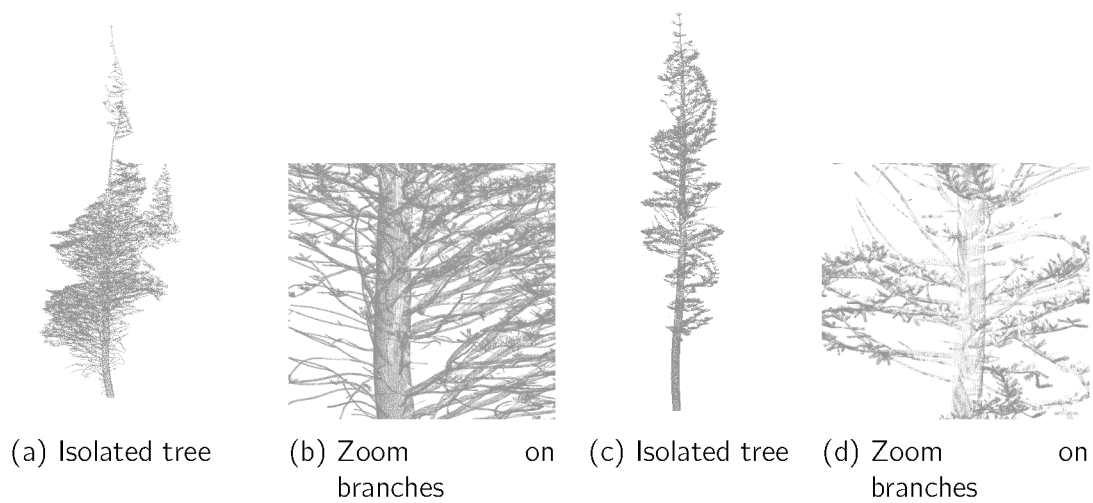 (a) Isolated tree
(b) Zoom on
branches
(c) Isolated tree
(d) Zoom on
branches